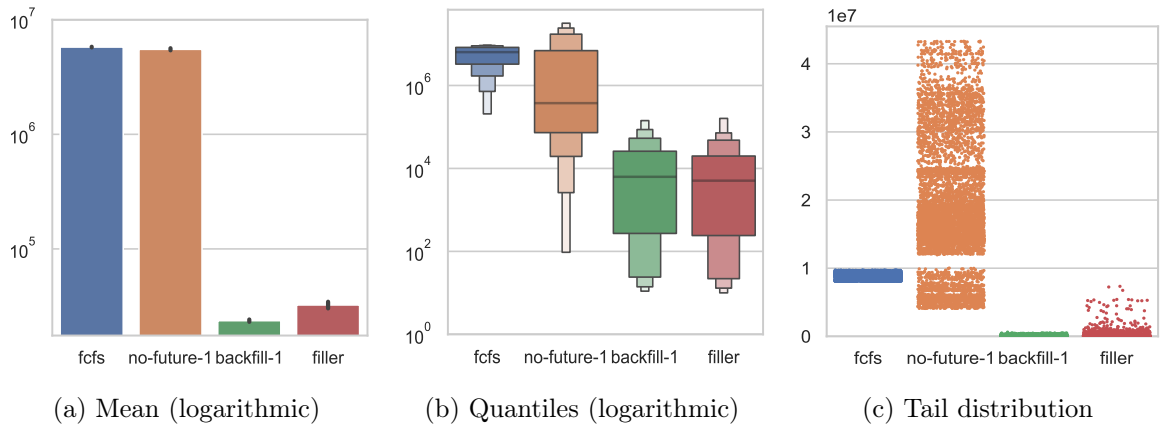 10^7
10^6
10^5
fcfs no-future-1 backfill-1 filler
(a) Mean (logarithmic)
10^6
10^4
10^2
10^0
fcfs no-future-1 backfill-1 filler
(b) Quantiles (logarithmic)
1e7
4
3
2
1
0
fcfs no-future-1 backfill-1 filler
(c) Tail distribution